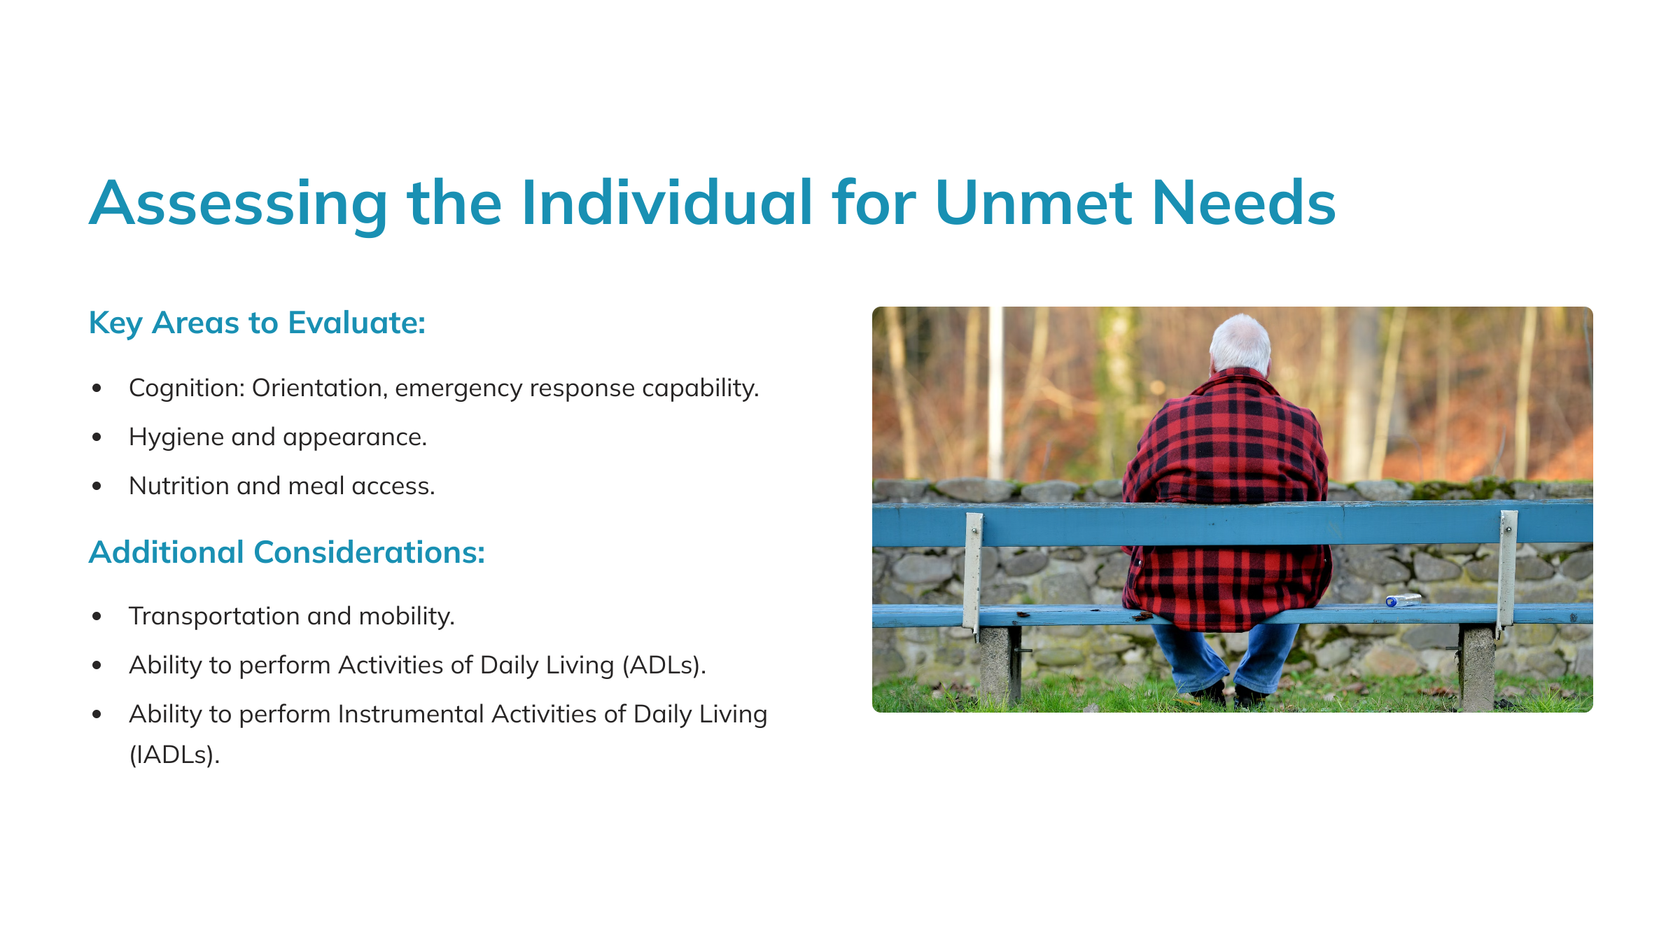 Assessing the Individual for Unmet Needs
Key Areas to Evaluate:
• Cognition: Orientation, emergency response capability.
• Hygiene and appearance.
• Nutrition and meal access.
Additional Considerations:
• Transportation and mobility.
• Ability to perform Activities of Daily Living (ADLs).
• Ability to perform Instrumental Activities of Daily Living
(IADLs).